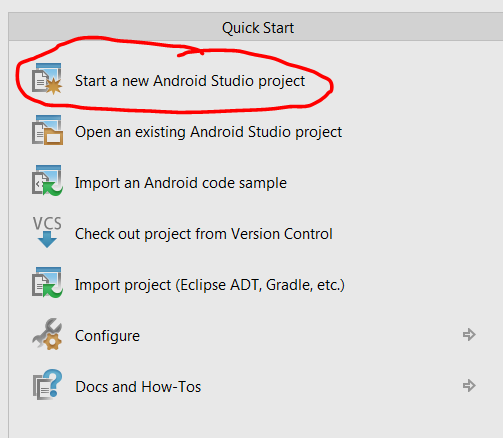 Quick Start
Start a new Android Studio project
Open an existing Android Studio project
Import an Android code sample
VCS
Check out project from Version Control
Import project (Eclipse ADT, Gradle, etc.)
Configure
Docs and How-Tos